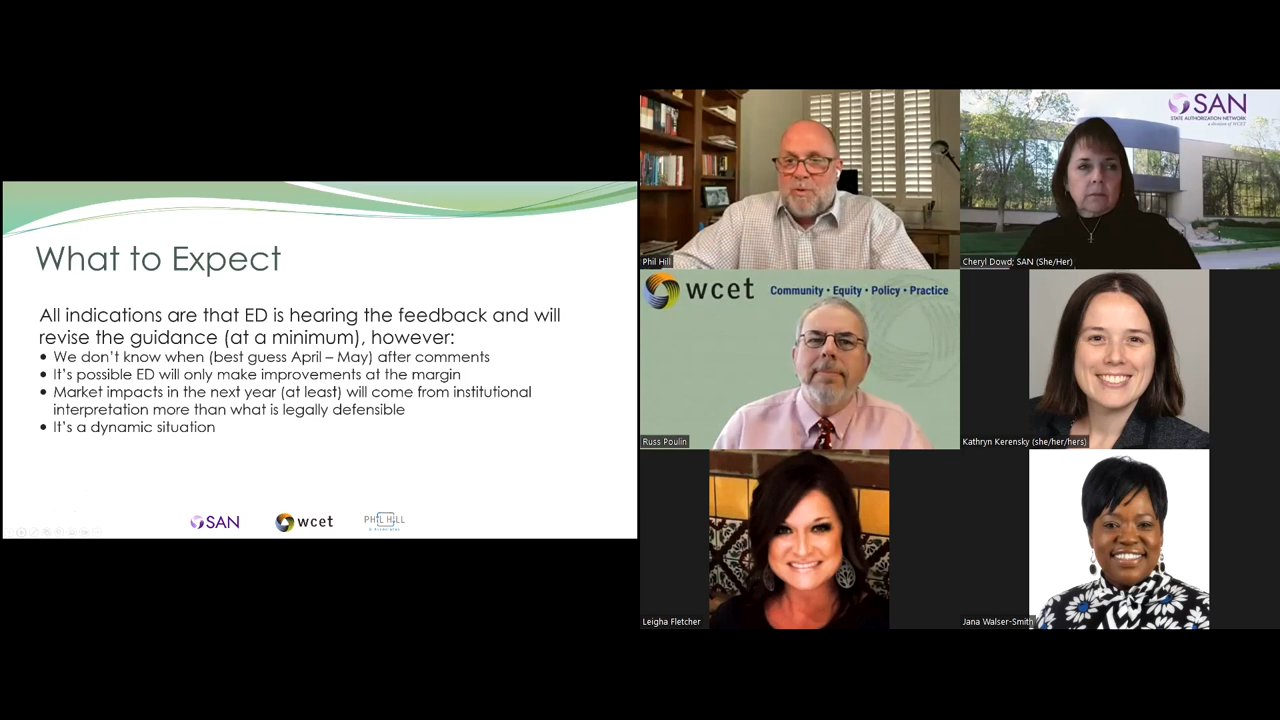 What to Expect
All indications are that ED is hearing the feedback and will
revise the guidance (at a minimum), however:
• We don't know when (best guess April – May) after comments
• It's possible ED will only make improvements at the margin
• Market impacts in the next year (at least) will come from institutional
interpretation more than what is legally defensible
• It's a dynamic situation
SAN
wcet
PHIL HILL
Phil Hill
SAN
STATE AUTHORIZATION NETWORK
a division of WCET
Cheryl Dowd; SAN (She/Her)
wcet
Community • Equity • Policy • Practice
Russ Poulin
Kathryn Kerensky (she/her/hers)
Leigha Fletcher
Jana Walser-Smith